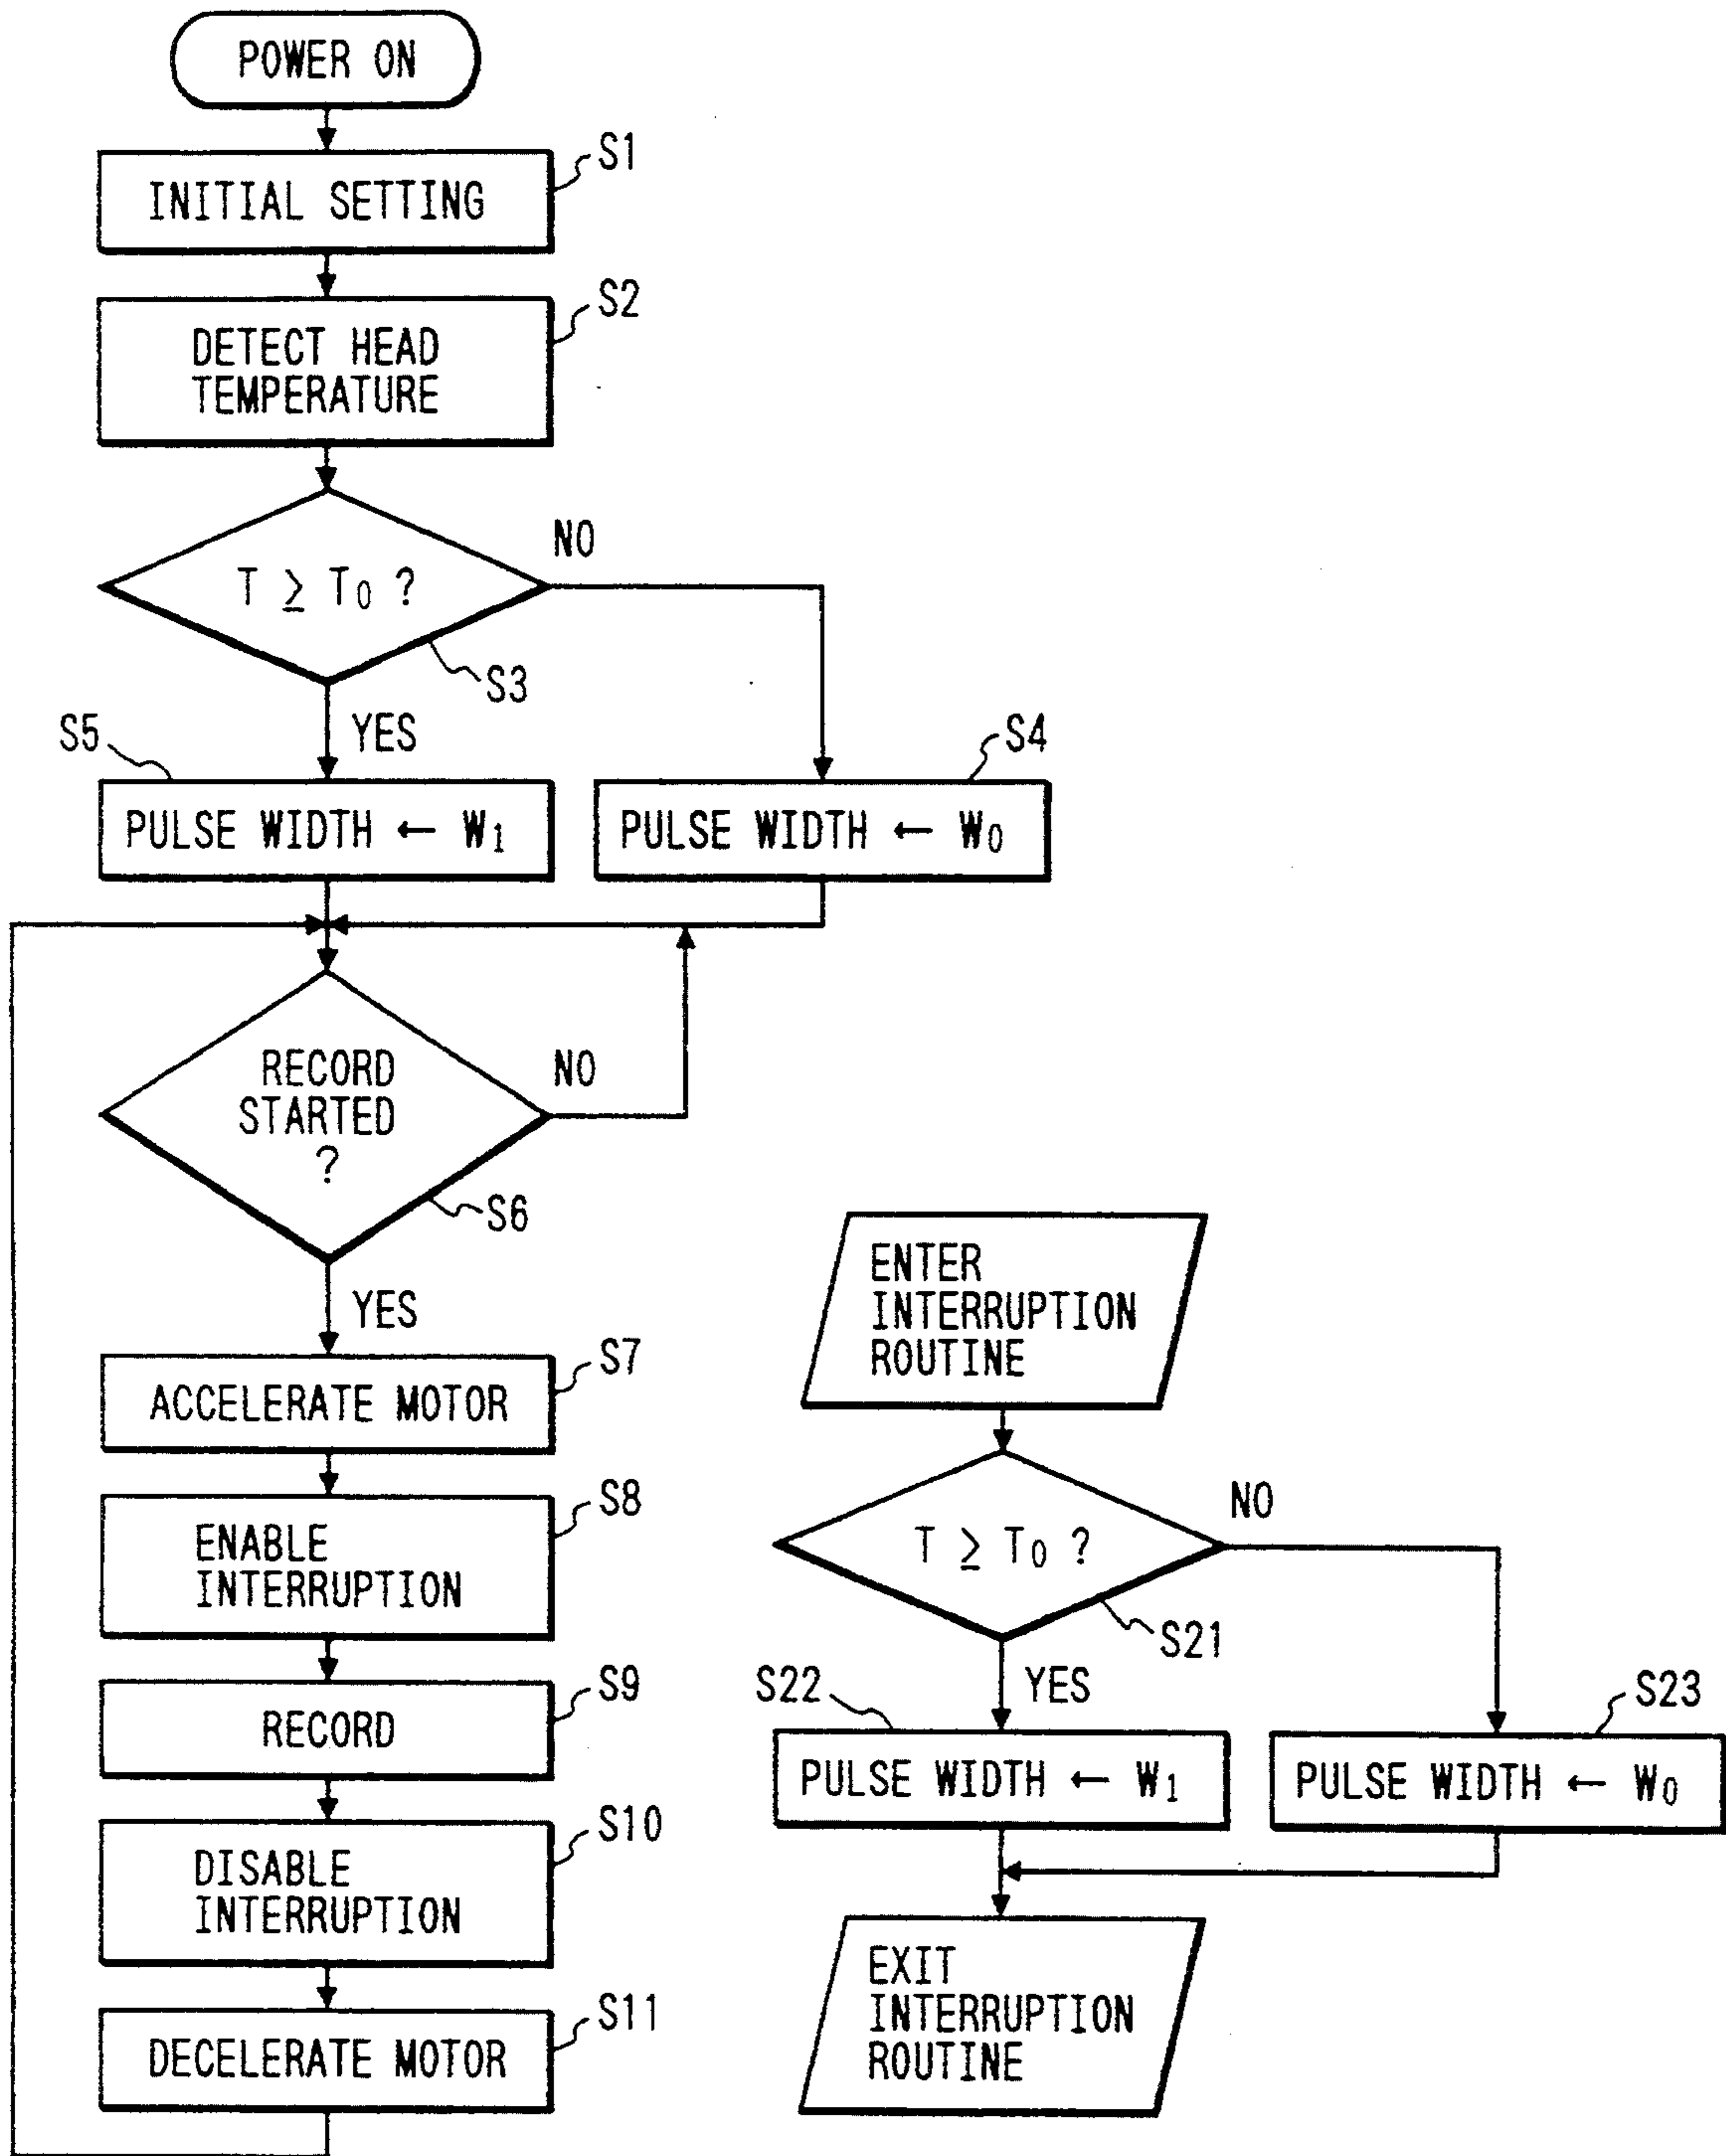 POWER ON
S1
INITIAL SETTING
S2
DETECT HEAD
TEMPERATURE
NO
T ≥ T0 ?
S3
YES
S5
S4
PULSE WIDTH ← W1
PULSE WIDTH ← W0
RECORD
STARTED
?
NO
S6
YES
S7
ACCELERATE MOTOR
S8
ENABLE
INTERRUPTION
S9
RECORD
S10
DISABLE
INTERRUPTION
S11
DECELERATE MOTOR
ENTER
INTERRUPTION
ROUTINE
NO
T ≥ T0 ?
S21
YES
S22
S23
PULSE WIDTH ← W1
PULSE WIDTH ← W0
EXIT
INTERRUPTION
ROUTINE